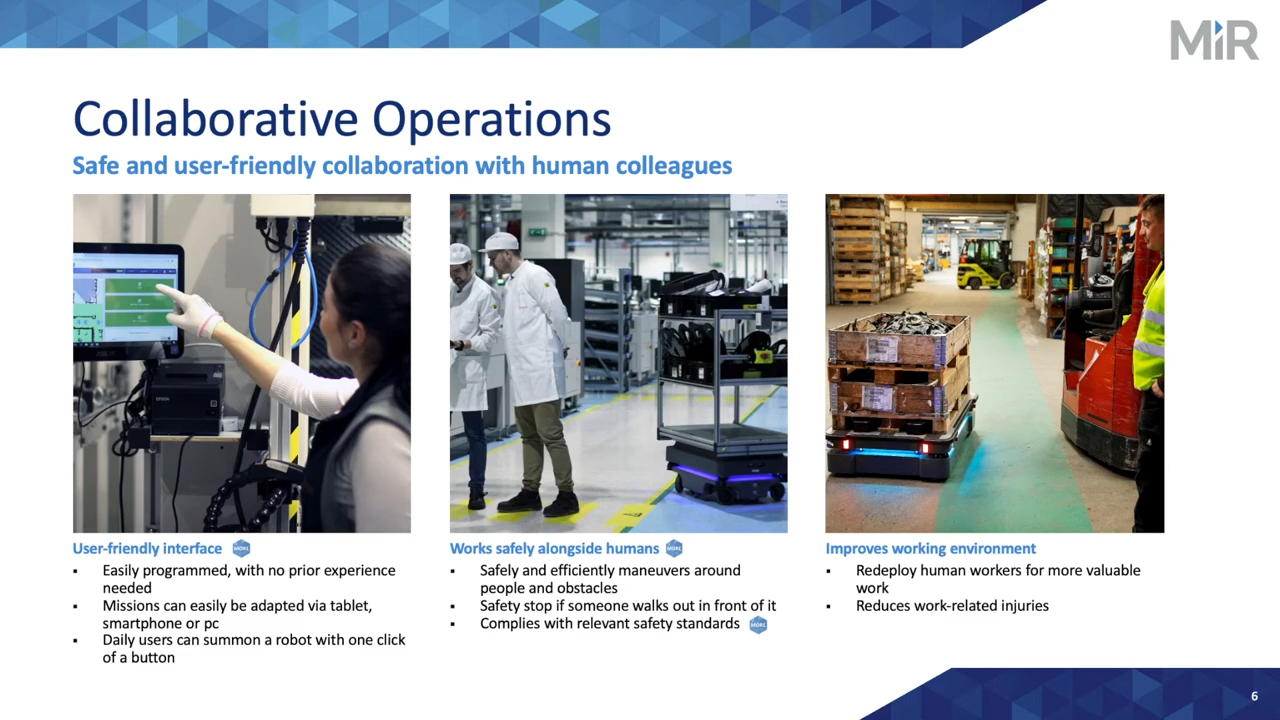 MiR
Collaborative Operations
Safe and user-friendly collaboration with human colleagues
EPSON
User-friendly interface MORE
▪ Easily programmed, with no prior experience
needed
▪ Missions can easily be adapted via tablet,
smartphone or pc
▪ Daily users can summon a robot with one click
of a button
Works safely alongside humans MORE
▪ Safely and efficiently maneuvers around
people and obstacles
▪ Safety stop if someone walks out in front of it
▪ Complies with relevant safety standards MORE
Improves working environment
▪ Redeploy human workers for more valuable
work
▪ Reduces work-related injuries
6